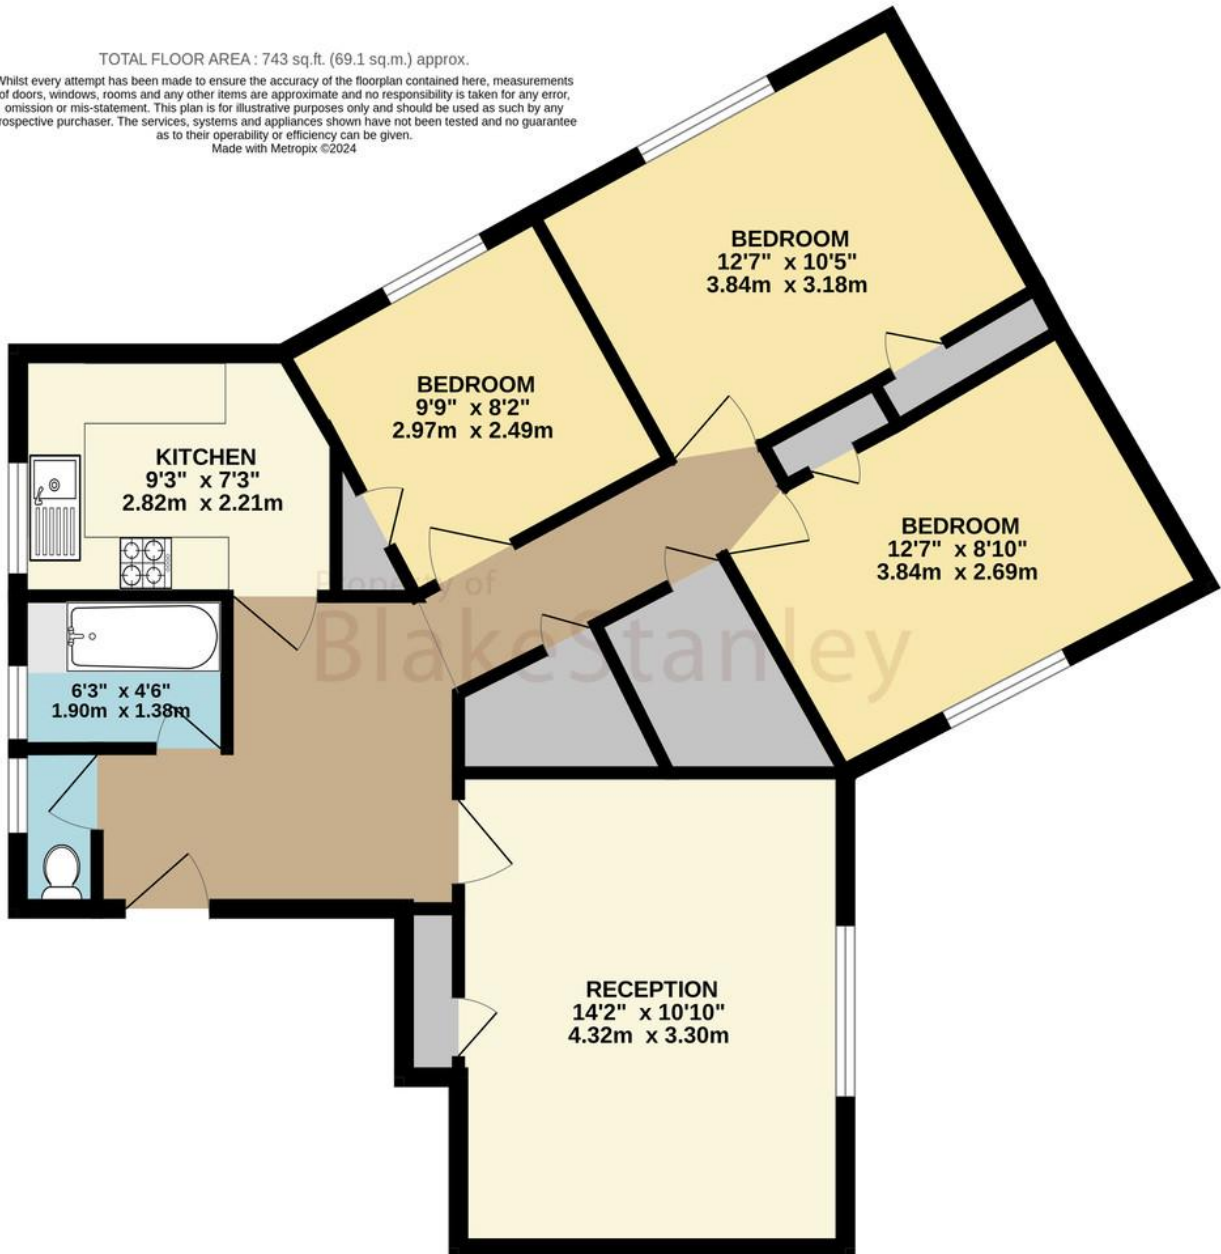 TOTAL FLOOR AREA : 743 sq.ft. (69.1 sq.m.) approx.
Whilst every attempt has been made to ensure the accuracy of the floorplan contained here, measurements
of doors, windows, rooms and any other items are approximate and no responsibility is taken for any error,
omission or mis-statement. This plan is for illustrative purposes only and should be used as such by any
rospective purchaser. The services, systems and appliances shown have not been tested and no guarantee
as to their operability or efficiency can be given.
Made with Metropix ©2024
BEDROOM
12'7" x 10'5"
3.84m x 3.18m
BEDROOM
9'9" x 8'2"
2.97m x 2.49m
KITCHEN
9'3" x 7'3"
2.82m x 2.21m
BEDROOM
12'7" x 8'10"
3.84m x 2.69m
Property of
BlakeStanley
6'3" x 4'6"
1.90m x 1.38m
RECEPTION
14'2" x 10'10"
4.32m x 3.30m